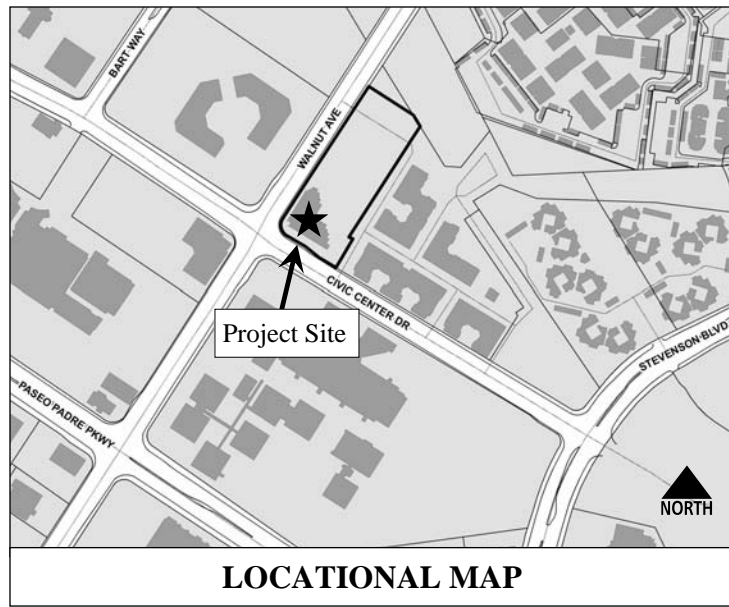 BART WAY
WALNUT AVE
CIVIC CENTER DR
Project Site
STEVENSON BLVD
PASEO PADRE PKWY
NORTH
LOCATIONAL MAP